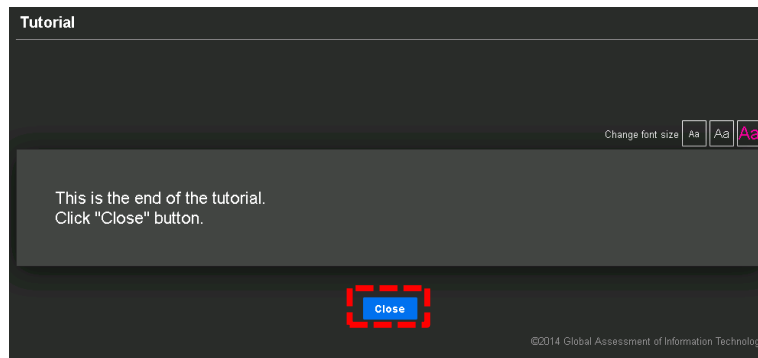 Tutorial
Change font size Aa Aa Aa
This is the end of the tutorial.
Click "Close" button.
Close
©2014 Global Assessment of Information Technolog